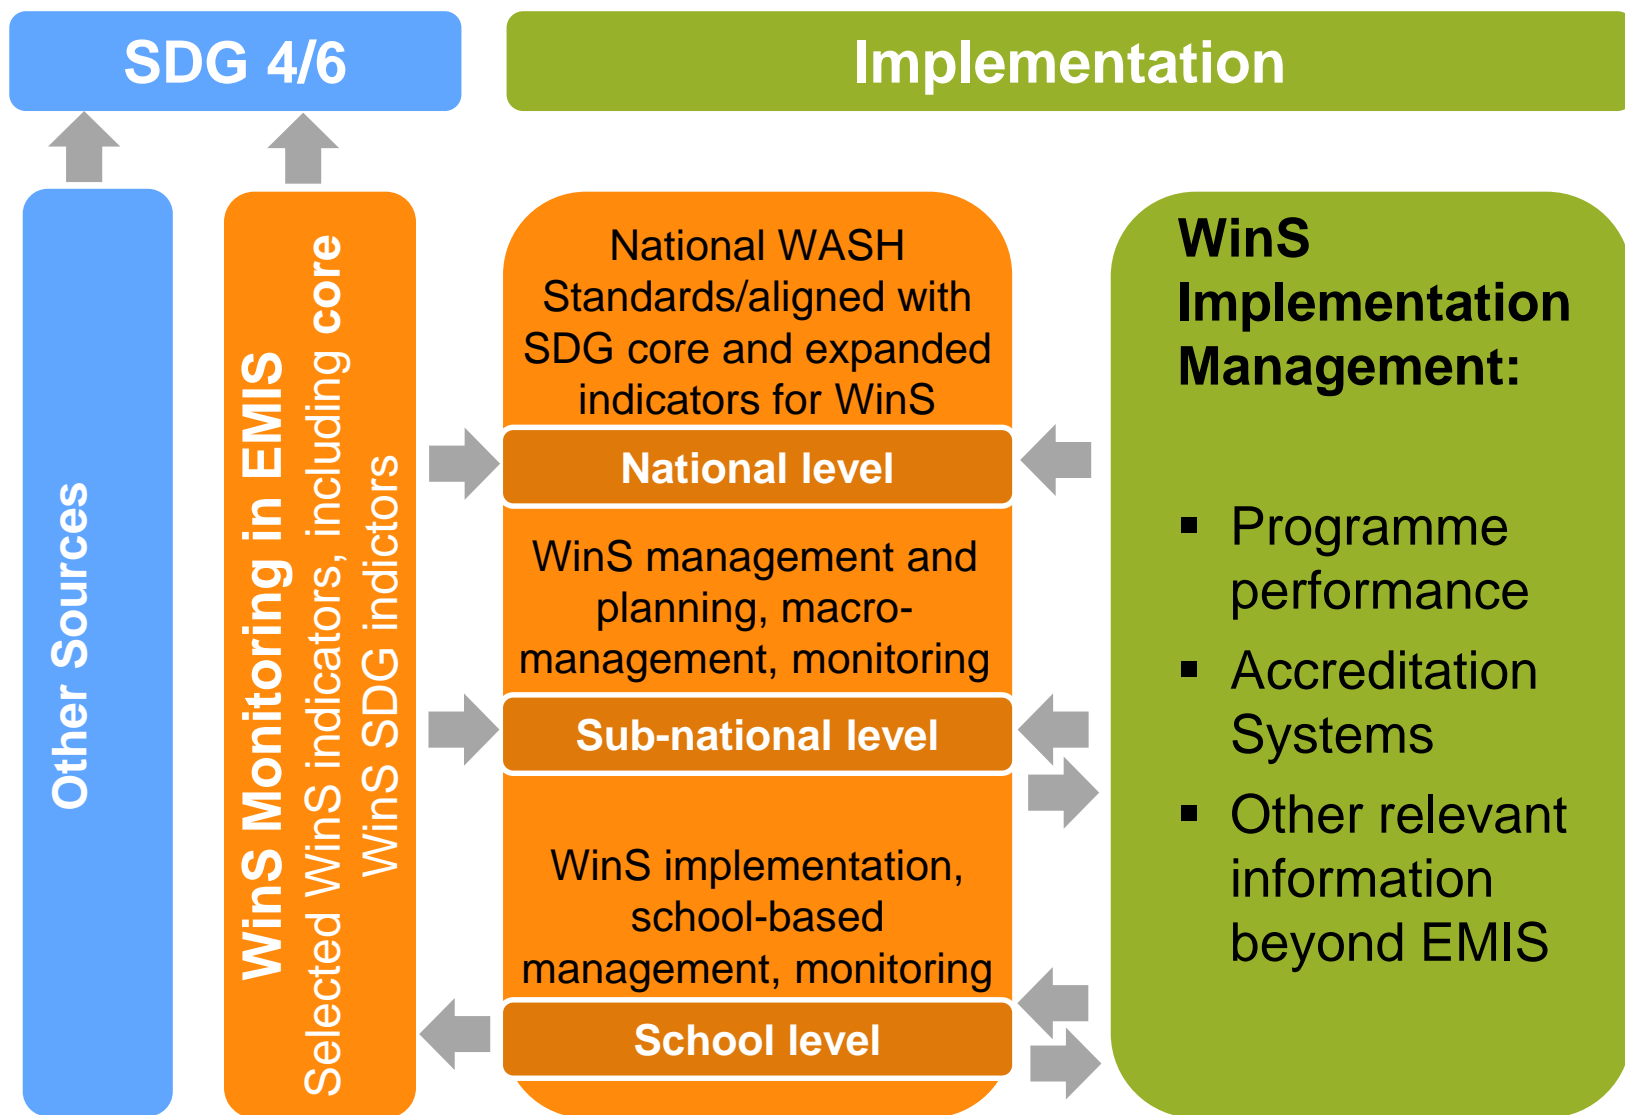 SDG 4/6
Implementation
Other Sources
WinS Monitoring in EMIS
Selected WinS indicators, including core
WinS SDG indictors
National WASH
Standards/aligned with
SDG core and expanded
indicators for WinS
National level
WinS management and
planning, macro-
management, monitoring
Sub-national level
WinS implementation,
school-based
management, monitoring
School level
WinS
Implementation
Management:
▪ Programme
performance
▪ Accreditation
Systems
▪ Other relevant
information
beyond EMIS